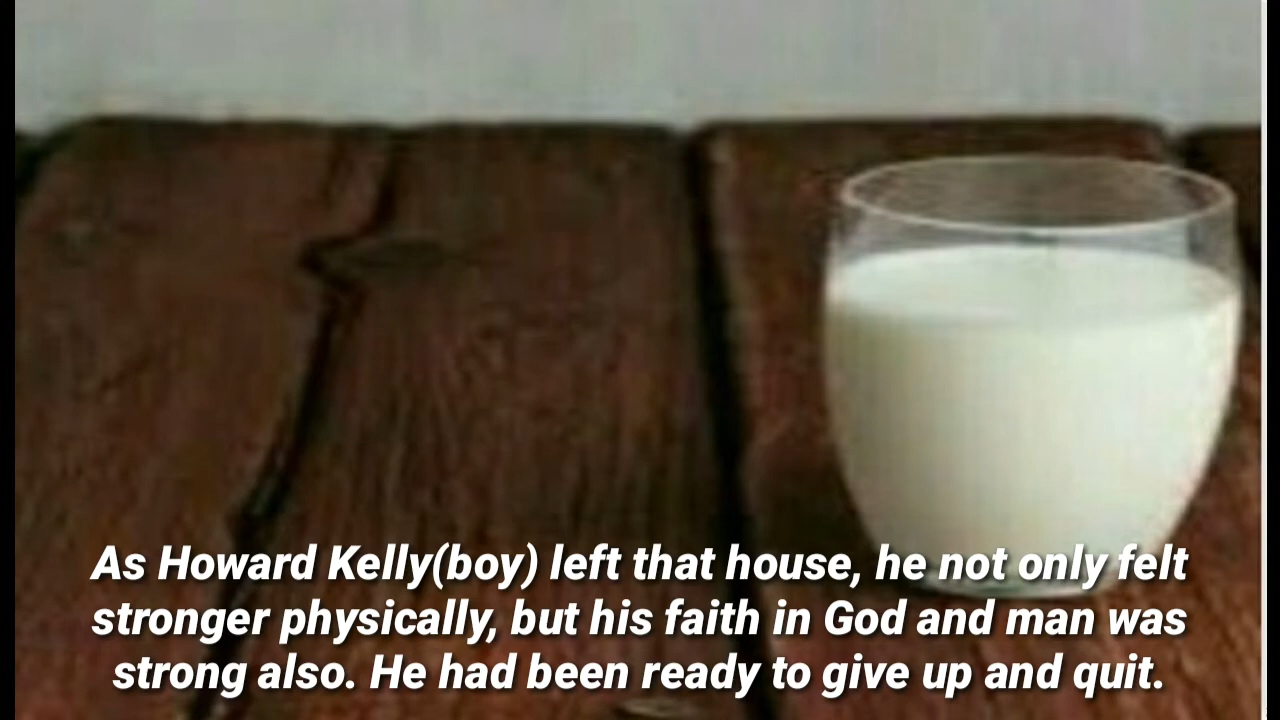 As Howard Kelly(boy) left that house, he not only felt
stronger physically, but his faith in God and man was
strong also. He had been ready to give up and quit.